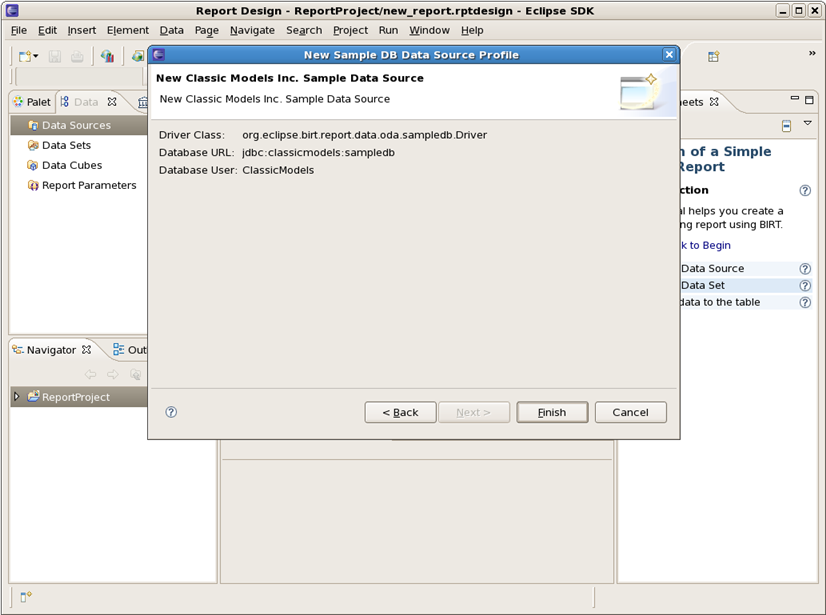 Report Design - ReportProject/new_report.rptdesign - Eclipse SDK
File Edit Insert Element Data Page Navigate Search Project Run Window Help
New Sample DB Data Source Profile
New Classic Models Inc. Sample Data Source
New Classic Models Inc. Sample Data Source
Driver Class: org.eclipse.birt.report.data.oda.sampledb.Driver
Database URL: jdbc:classicmodels:sampledb
Database User: ClassicModels
< Back Next > Finish Cancel
Palet Data
Data Sources
Data Sets
Data Cubes
Report Parameters
Navigator Out
ReportProject
eets
n of a Simple
Report
ction
al helps you create a
ng report using BIRT.
k to Begin
Data Source
Data Set
data to the table